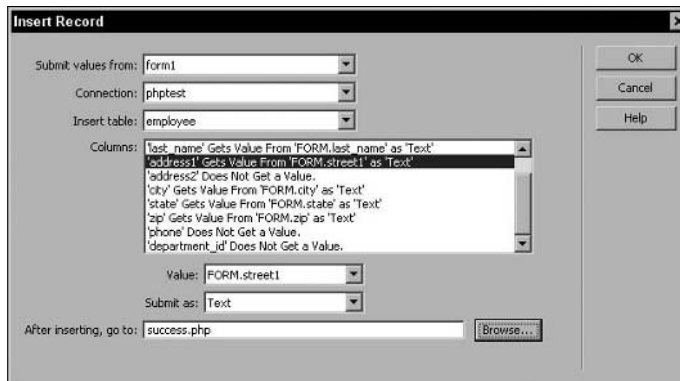 Insert Record
Submit values from: form1
OK
Connection: phptest
Cancel
Insert table: employee
Help
Columns: 'last_name' Gets Value From 'FORM.last_name' as 'Text'
'address1' Gets Value From 'FORM.street1' as 'Text'
'address2' Does Not Get a Value.
'city' Gets Value From 'FORM.city' as 'Text'
'state' Gets Value From 'FORM.state' as 'Text'
'zip' Gets Value From 'FORM.zip' as 'Text'
'phone' Does Not Get a Value.
'department_id' Does Not Get a Value.
Value: FORM.street1
Submit as: Text
After inserting, go to: success.php Browse...